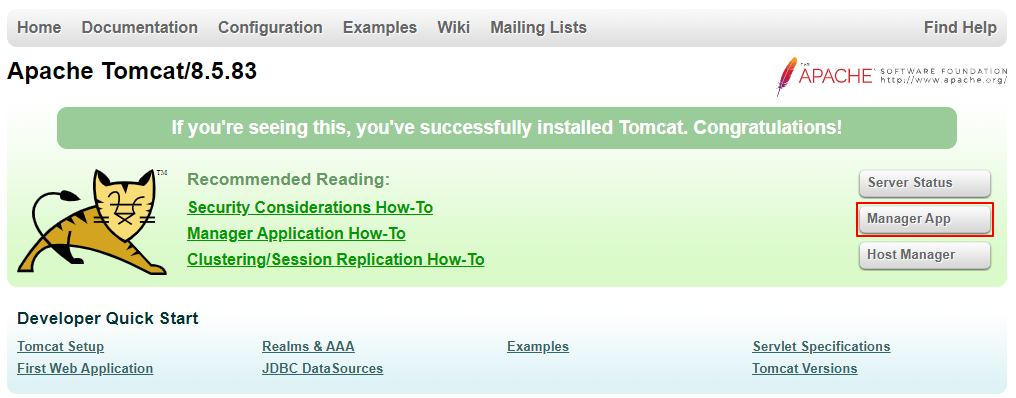 Home Documentation Configuration Examples Wiki Mailing Lists Find Help
Apache Tomcat/8.5.83
THE
APACHE SOFTWARE FOUNDATION
http://www.apache.org/
If you're seeing this, you've successfully installed Tomcat. Congratulations!
TM
Recommended Reading:
Security Considerations How-To
Manager Application How-To
Clustering/Session Replication How-To
Server Status
Manager App
Host Manager
Developer Quick Start
Tomcat Setup
First Web Application
Realms & AAA
JDBC DataSources
Examples
Servlet Specifications
Tomcat Versions